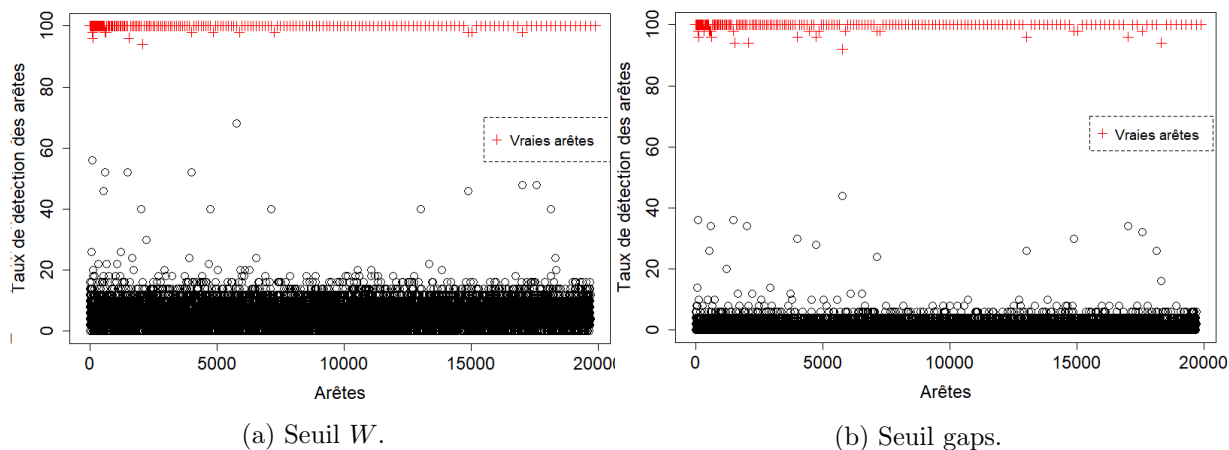 Taux de détection des arêtes
100
80
60
40
20
0
Vraies arêtes
0 5000 10000 15000 20000
Arêtes
(a) Seuil W.
Taux de détection des arêtes
100
80
60
40
20
0
Vraies arêtes
0 5000 10000 15000 20000
Arêtes
(b) Seuil gaps.